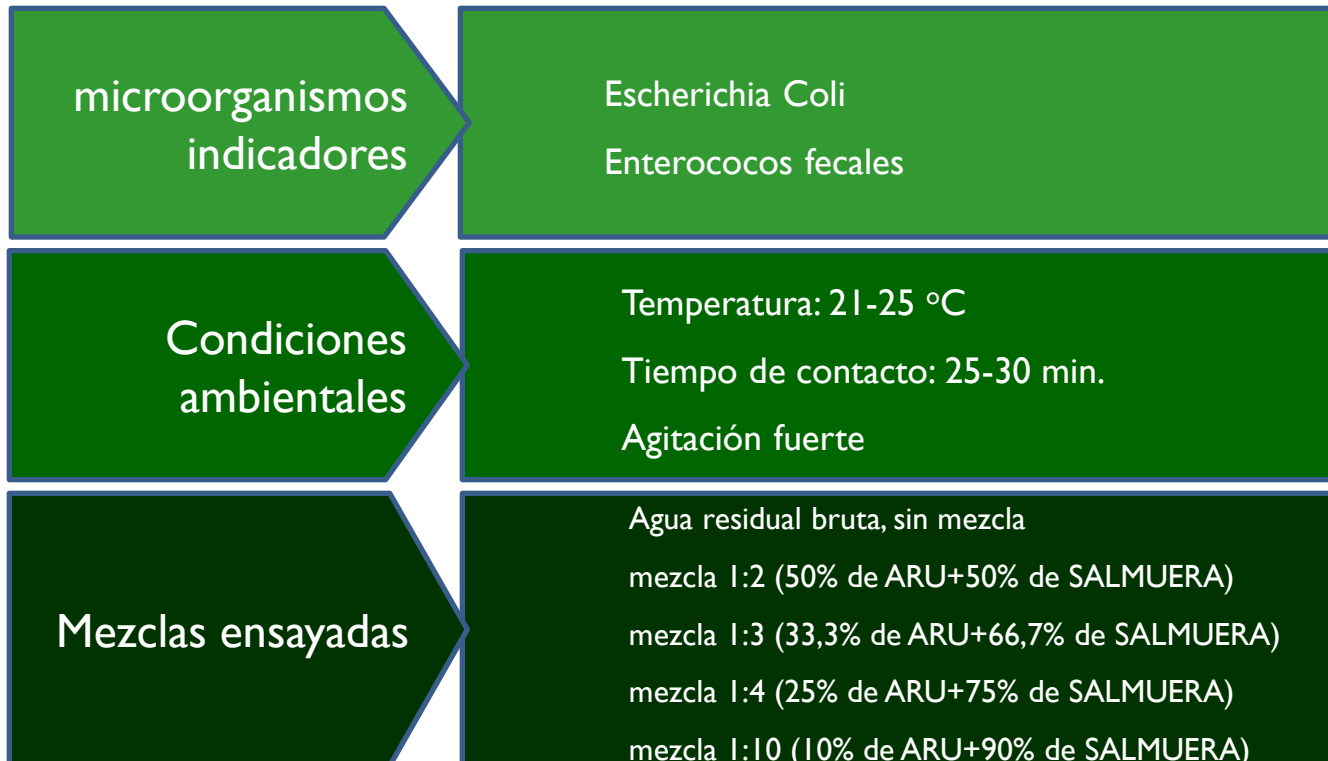 microorganismos
indicadores
Escherichia Coli
Enterococos fecales
Condiciones
ambientales
Temperatura: 21-25 ºC
Tiempo de contacto: 25-30 min.
Agitación fuerte
Mezclas ensayadas
Agua residual bruta, sin mezcla
mezcla 1:2 (50% de ARU+50% de SALMUERA)
mezcla 1:3 (33,3% de ARU+66,7% de SALMUERA)
mezcla 1:4 (25% de ARU+75% de SALMUERA)
mezcla 1:10 (10% de ARU+90% de SALMUERA)